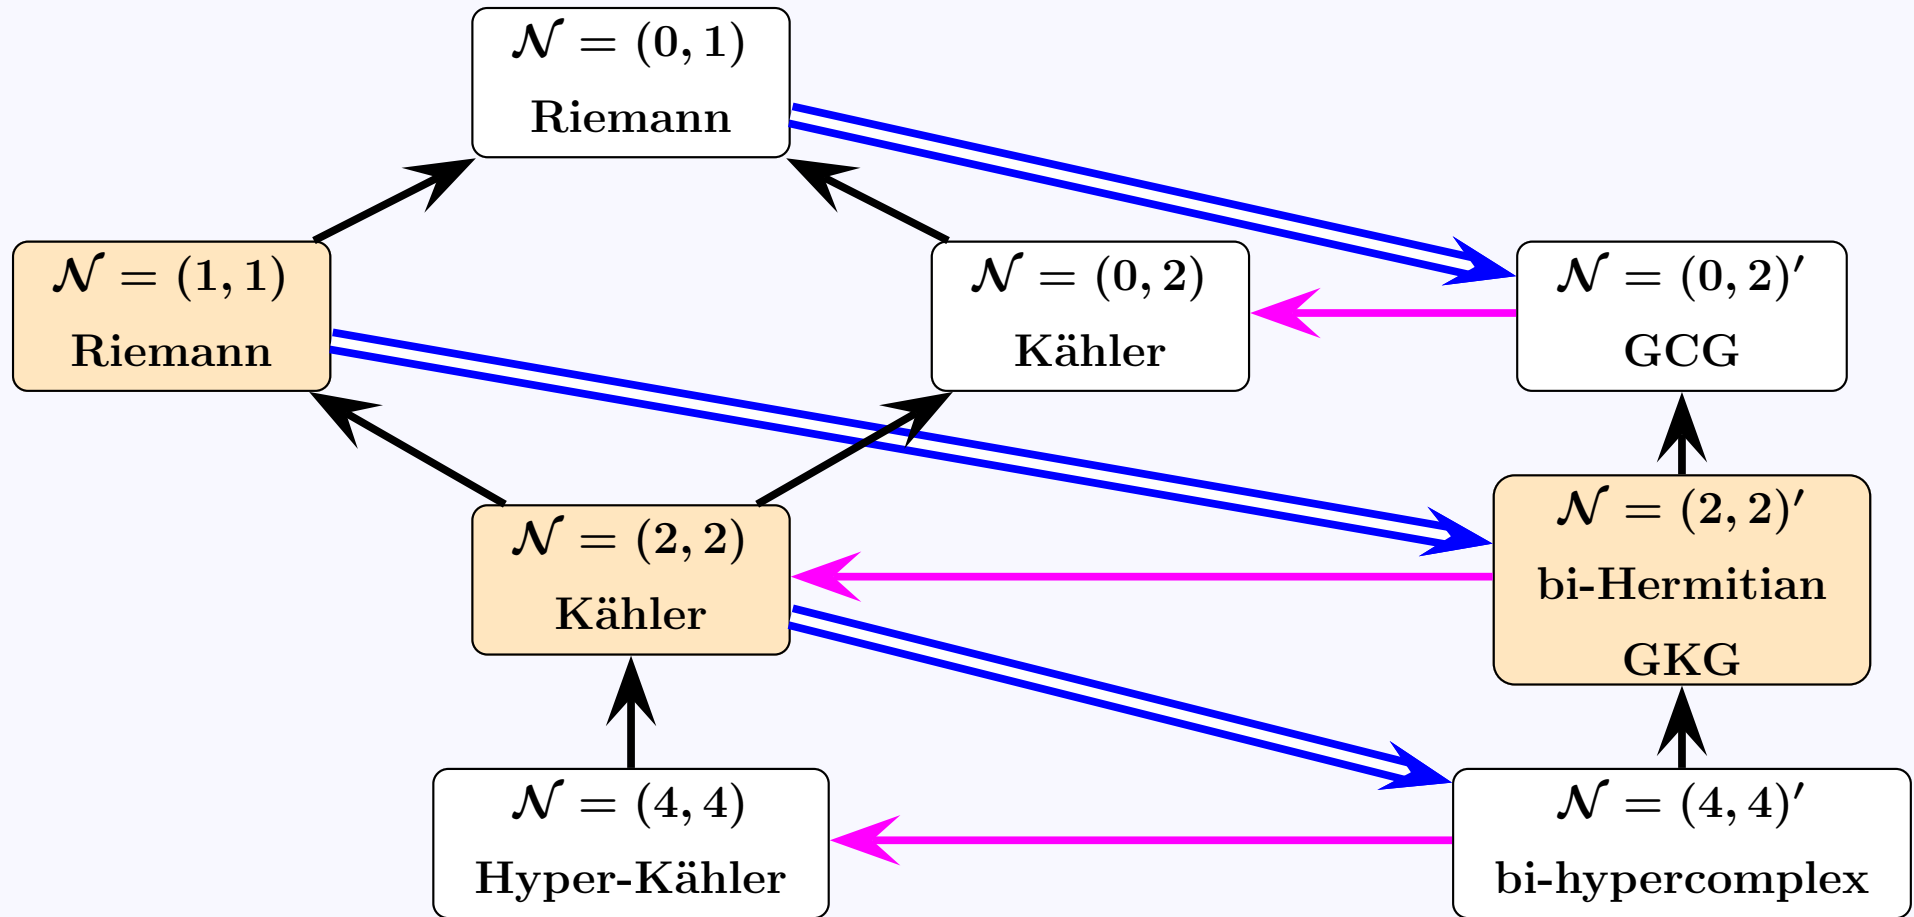 𝒩 = (0, 1)
Riemann
𝒩 = (1, 1)
Riemann
𝒩 = (0, 2)
Kähler
𝒩 = (0, 2)′
GCG
𝒩 = (2, 2)
Kähler
𝒩 = (2, 2)′
bi-Hermitian
GKG
𝒩 = (4, 4)
Hyper-Kähler
𝒩 = (4, 4)′
bi-hypercomplex